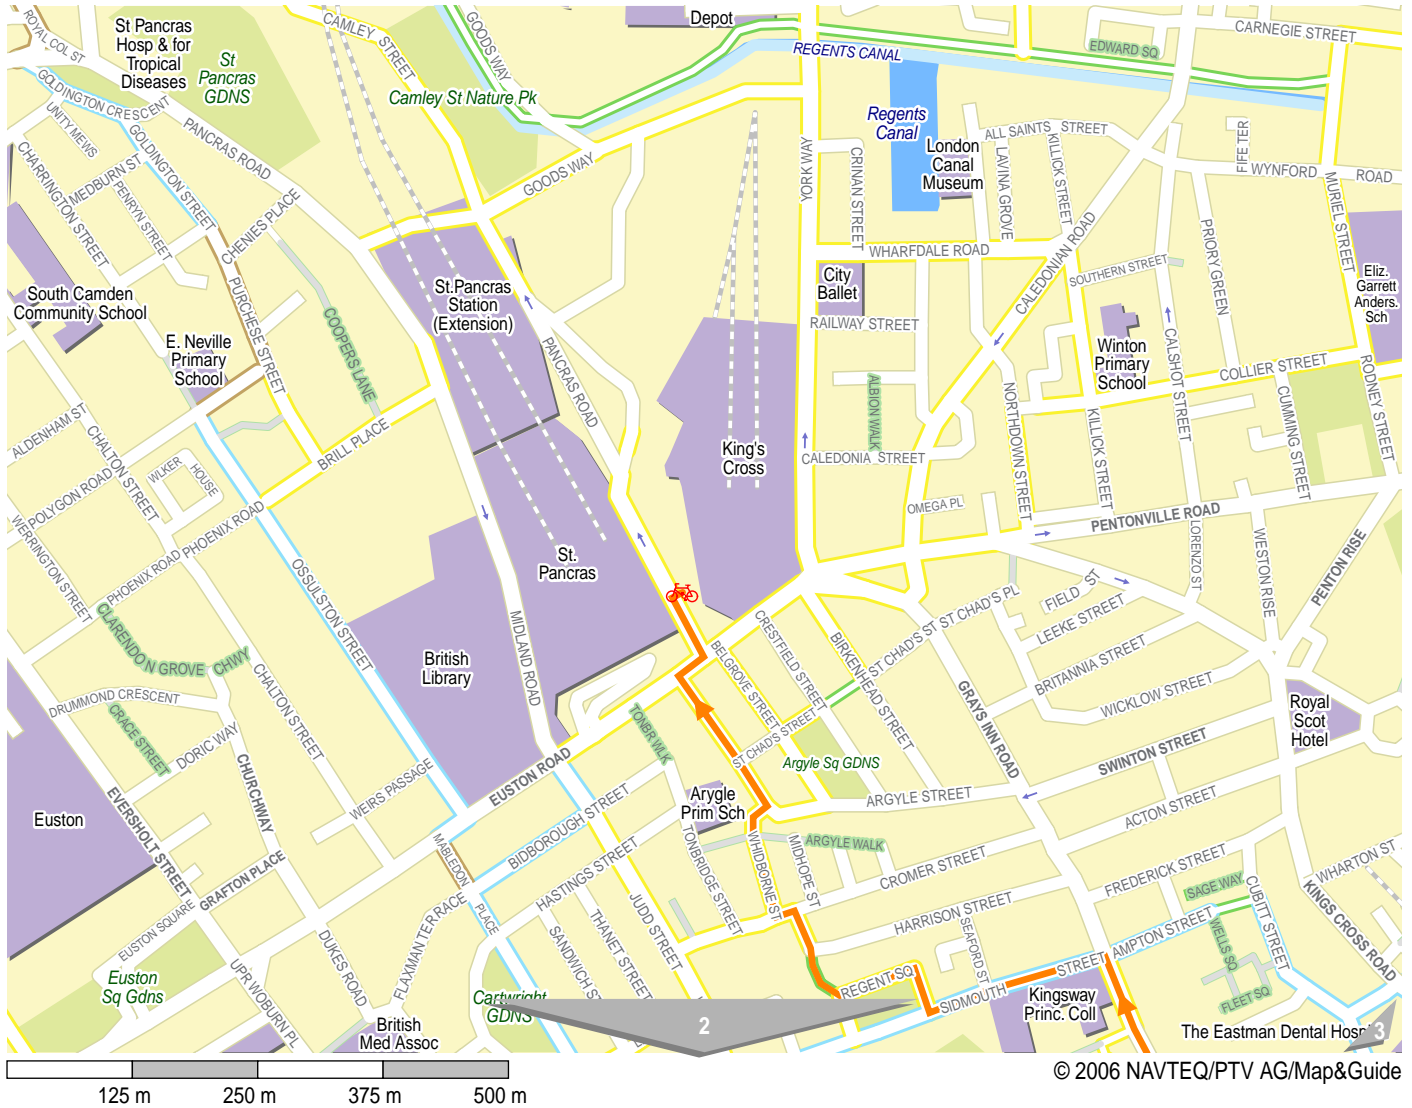 ROYAL COL ST
St Pancras
Hosp & for
Tropical
Diseases
St
Pancras
GDNS
CAMLEY STREET
GOODS WAY
Depot
REGENTS CANAL
EDWARD SQ
CARNEGIE STREET
GOLDINGTON CRESCENT
UNITY MEWS
Camley St Nature Pk
Regents
Canal
London
Canal
Museum
ALL SAINTS STREET
LAVINA GROVE
KILLICK STREET
FIFE TER
WYNFORD ROAD
CHARRINGTON STREET
MEDBURN ST
PENRYN STREET
GOLDINGTON STREET
PANCRAS ROAD
CHENIES PLACE
GOODS WAY
YORK WAY
CRINAN STREET
WHARFDALE ROAD
CALEDONIAN ROAD
SOUTHERN STREET
PRIORY GREEN
MURIEL STREET
Eliz.
Garrett
Anders.
Sch
South Camden
Community School
E. Neville
Primary
School
PURCHESE STREET
COOPERS LANE
St.Pancras
Station
(Extension)
PANCRAS ROAD
City
Ballet
RAILWAY STREET
ALBION WALK
Winton
Primary
School
CALSHOT STREET
COLLIER STREET
RODNEY STREET
CUMMING STREET
NORTHDOWN STREET
KILLICK STREET
ALDENHAM ST
CHALTON STREET
POLYGON ROAD
WILKER
HOUSE
BRILL PLACE
King's
Cross
CALEDONIA STREET
OMEGA PL
PENTONVILLE ROAD
LORENZO ST
WESTON RISE
PENTON RISE
WERRINGTON STREET
PHOENIX ROAD
PHOENIX ROAD
OSSULSTON STREET
St.
Pancras
MIDLAND ROAD
CLARENDON GROVE
CHWY
British
Library
BELGROVE STREET
CRESTFIELD STREET
BIRKENHEAD STREET
ST CHAD'S ST
ST CHAD'S PL
FIELD ST
LEEKE STREET
BRITANNIA STREET
WICKLOW STREET
Royal
Scot
Hotel
DRUMMOND CRESCENT
CRACE STREET
DORIC WAY
CHALTON STREET
CHURCHWAY
TONBR WLK
ST CHAD'S STREET
Argyle Sq GDNS
GRAYS INN ROAD
SWINTON STREET
EUSTON ROAD
Euston
EVERSHOLT STREET
WEIRS PASSAGE
BIDBOROUGH STREET
Arygle
Prim Sch
ARGYLE STREET
ACTON STREET
MABLEDON
PLACE
HASTINGS STREET
TONBRIDGE STREET
WHIDBORNE ST
MIDHOPE ST
ARGYLE WALK
CROMER STREET
FREDERICK STREET
WHARTON ST
GRAFTON PLACE
EUSTON SQUARE
FLAXMAN TERRACE
JUDD STREET
THANET STREET
SANDWICH S
HARRISON STREET
SEAFORD ST
SAGE WAY
CUBITT STREET
KINGS CROSS ROAD
Euston
Sq Gdns
DUKES ROAD
UPR WOBURN PL
Cartwright
GDNS
REGENT SQ
SIDMOUTH STREET
AMPTON STREET
WELLS SQ
FLEET SQ
British
Med Assoc
2
Kingsway
Princ. Coll
The Eastman Dental Hosp
3
125 m
250 m
375 m
500 m
© 2006 NAVTEQ/PTV AG/Map&Guide